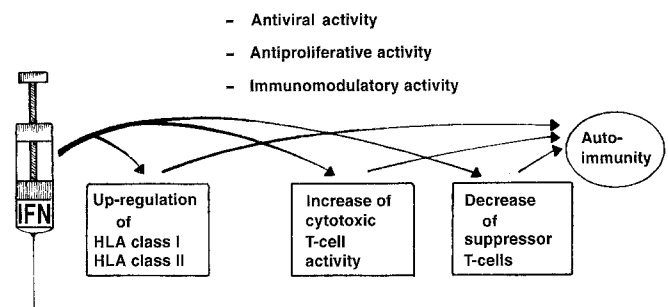 - Antiviral activity
- Antiproliferative activity
- Immunomodulatory activity
IFN
Up-regulation
of
HLA class I
HLA class II
Increase of
cytotoxic
T-cell
activity
Decrease
of
suppressor
T-cells
Auto-
immunity